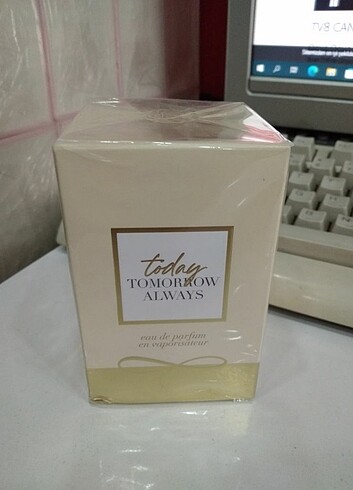 TV8 CAN
today
TOMORROW
ALWAYS
eau de parfum
en vaporisateur